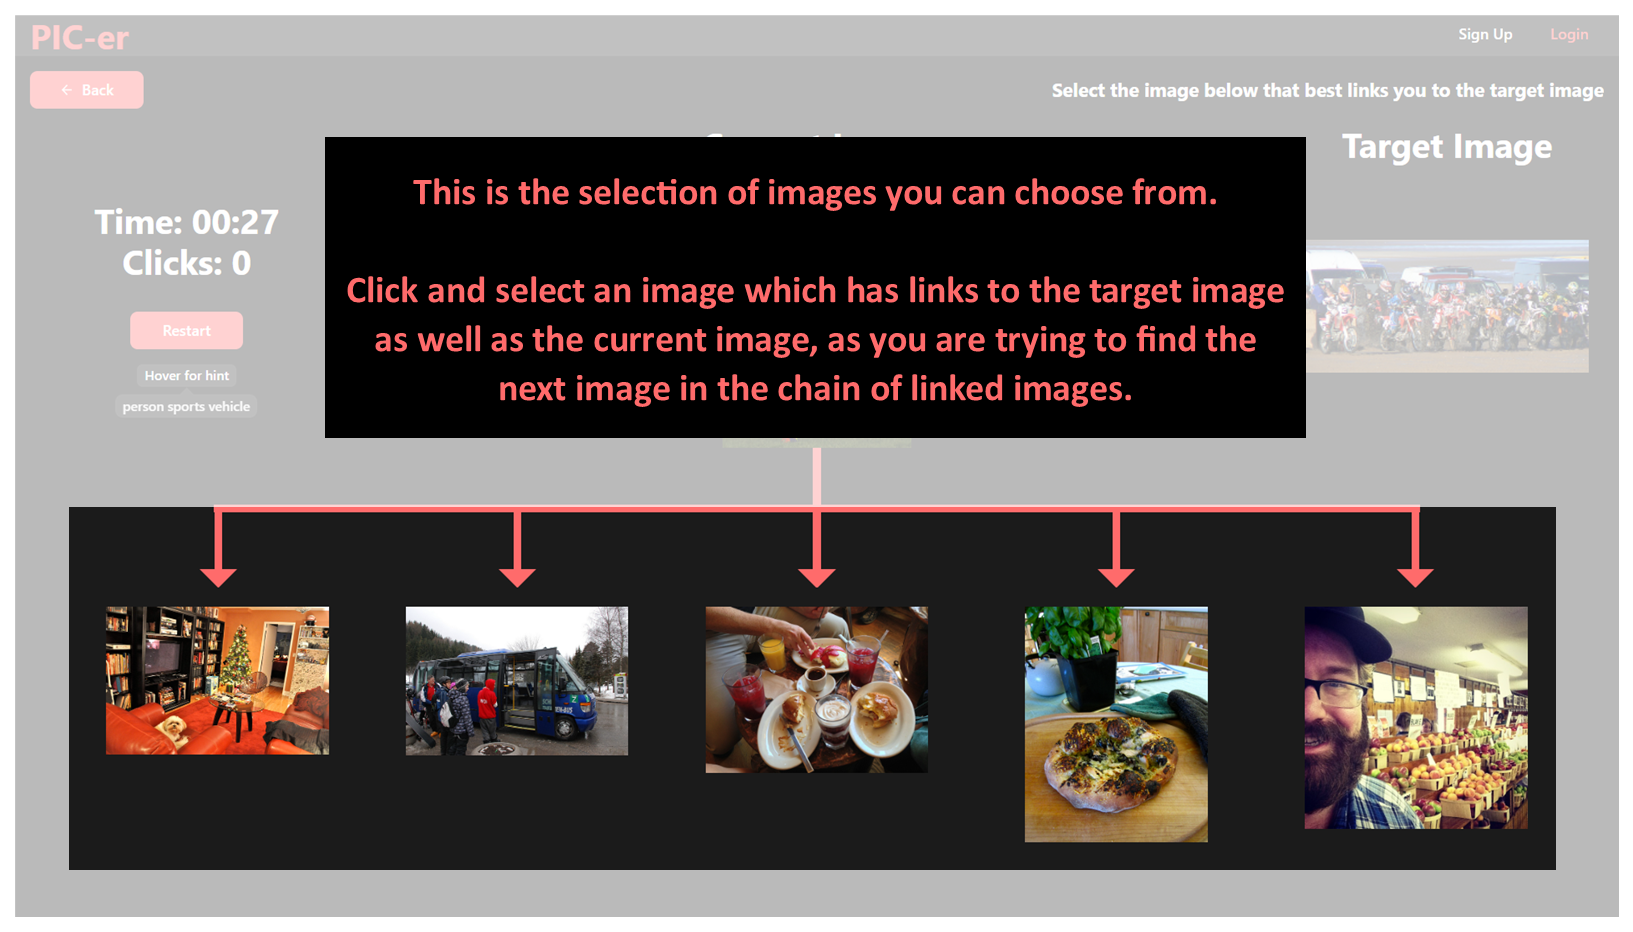 PIC-er
Sign Up
Login
← Back
Select the image below that best links you to the target image
Target Image
Time: 00:27
Clicks: 0
Restart
Hover for hint
person sports vehicle
This is the selection of images you can choose from.
Click and select an image which has links to the target image
as well as the current image, as you are trying to find the
next image in the chain of linked images.